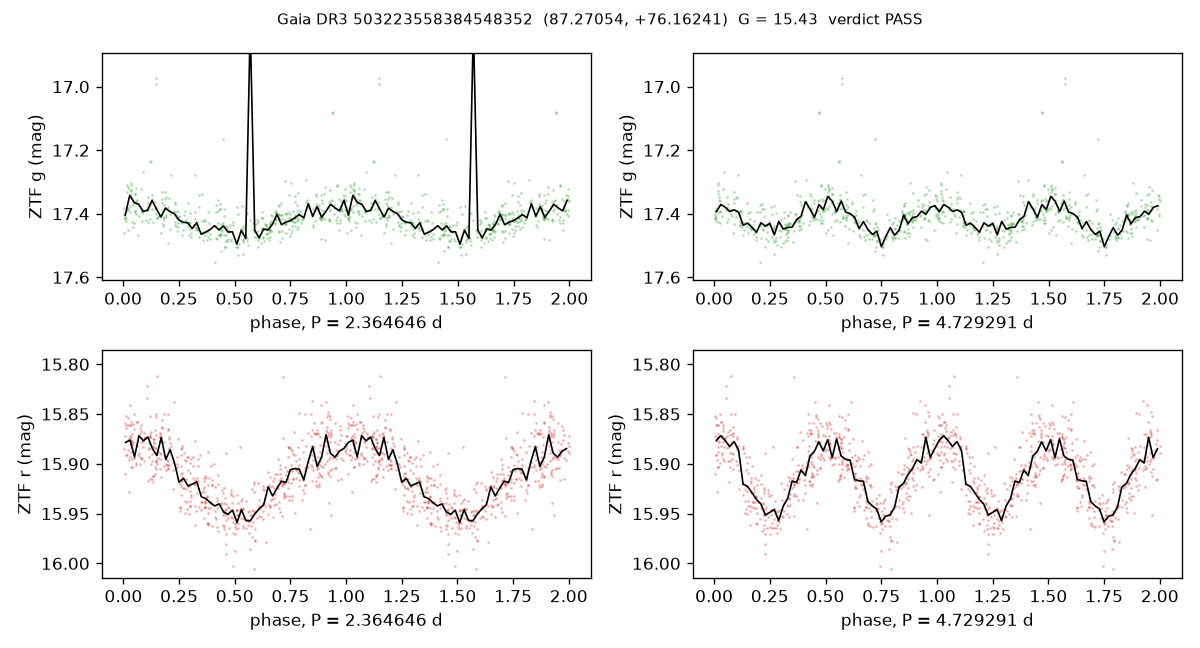 Gaia DR3 503223558384548352  (87.27054, +76.16241)  G = 15.43  verdict PASS
ZTF g (mag)
17.0
17.2
17.4
17.6
0.00 0.25 0.50 0.75 1.00 1.25 1.50 1.75 2.00
phase, P = 2.364646 d
ZTF g (mag)
17.0
17.2
17.4
17.6
0.00 0.25 0.50 0.75 1.00 1.25 1.50 1.75 2.00
phase, P = 4.729291 d
ZTF r (mag)
15.80
15.85
15.90
15.95
16.00
0.00 0.25 0.50 0.75 1.00 1.25 1.50 1.75 2.00
phase, P = 2.364646 d
ZTF r (mag)
15.80
15.85
15.90
15.95
16.00
0.00 0.25 0.50 0.75 1.00 1.25 1.50 1.75 2.00
phase, P = 4.729291 d